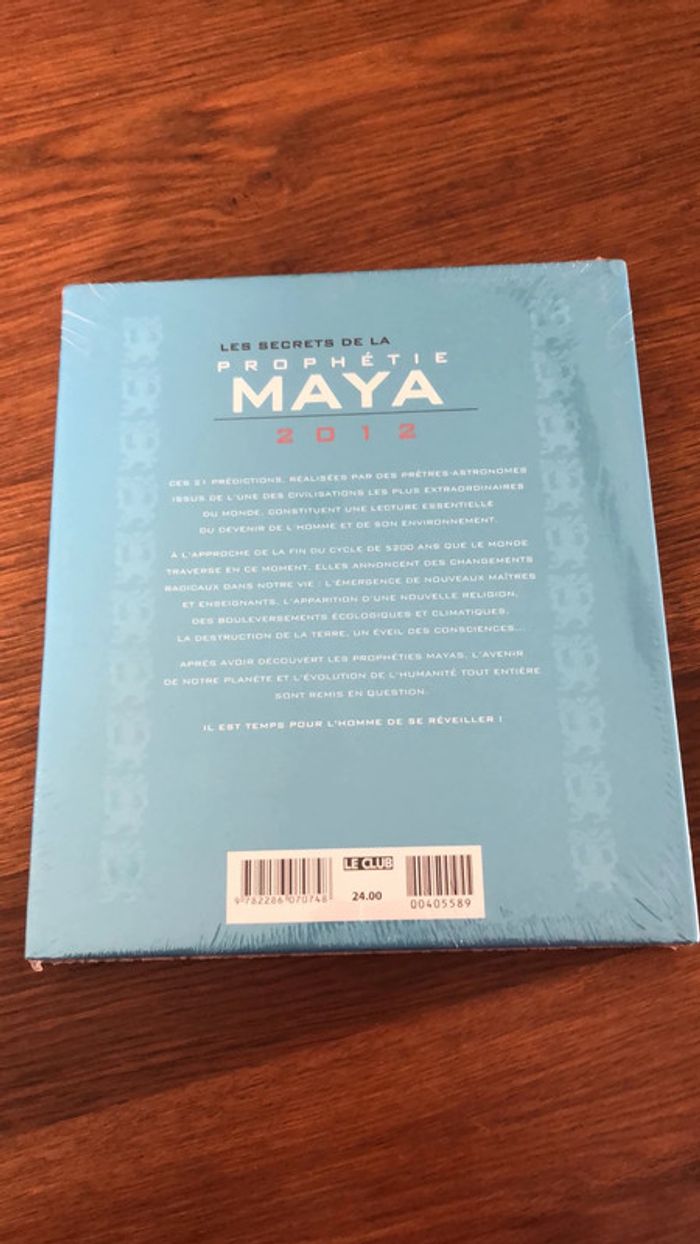 LES SECRETS DE LA
PROPHÉTIE
MAYA
2012
CES 21 PRÉDICTIONS, RÉALISÉES PAR DES PRÊTRES-ASTRONOMES
ISSUS DE L'UNE DES CIVILISATIONS LES PLUS EXTRAORDINAIRES
DU MONDE, CONSTITUENT UNE LECTURE ESSENTIELLE
DU DEVENIR DE L'HOMME ET DE SON ENVIRONNEMENT.
À L'APPROCHE DE LA FIN DU CYCLE DE 5200 ANS QUE LE MONDE
TRAVERSE EN CE MOMENT, ELLES ANNONCENT DES CHANGEMENTS
RADICAUX DANS NOTRE VIE : L'ÉMERGENCE DE NOUVEAUX MAÎTRES
ET ENSEIGNANTS, L'APPARITION D'UNE NOUVELLE RELIGION,
DES BOULEVERSEMENTS ÉCOLOGIQUES ET CLIMATIQUES,
LA DESTRUCTION DE LA TERRE, UN ÉVEIL DES CONSCIENCES...
APRÈS AVOIR DÉCOUVERT LES PROPHÉTIES MAYAS, L'AVENIR
DE NOTRE PLANÈTE ET L'ÉVOLUTION DE L'HUMANITÉ TOUT ENTIÈRE
SONT REMIS EN QUESTION.
IL EST TEMPS POUR L'HOMME DE SE RÉVEILLER !
LE CLUB
9 782286 070748
24.00
00405589